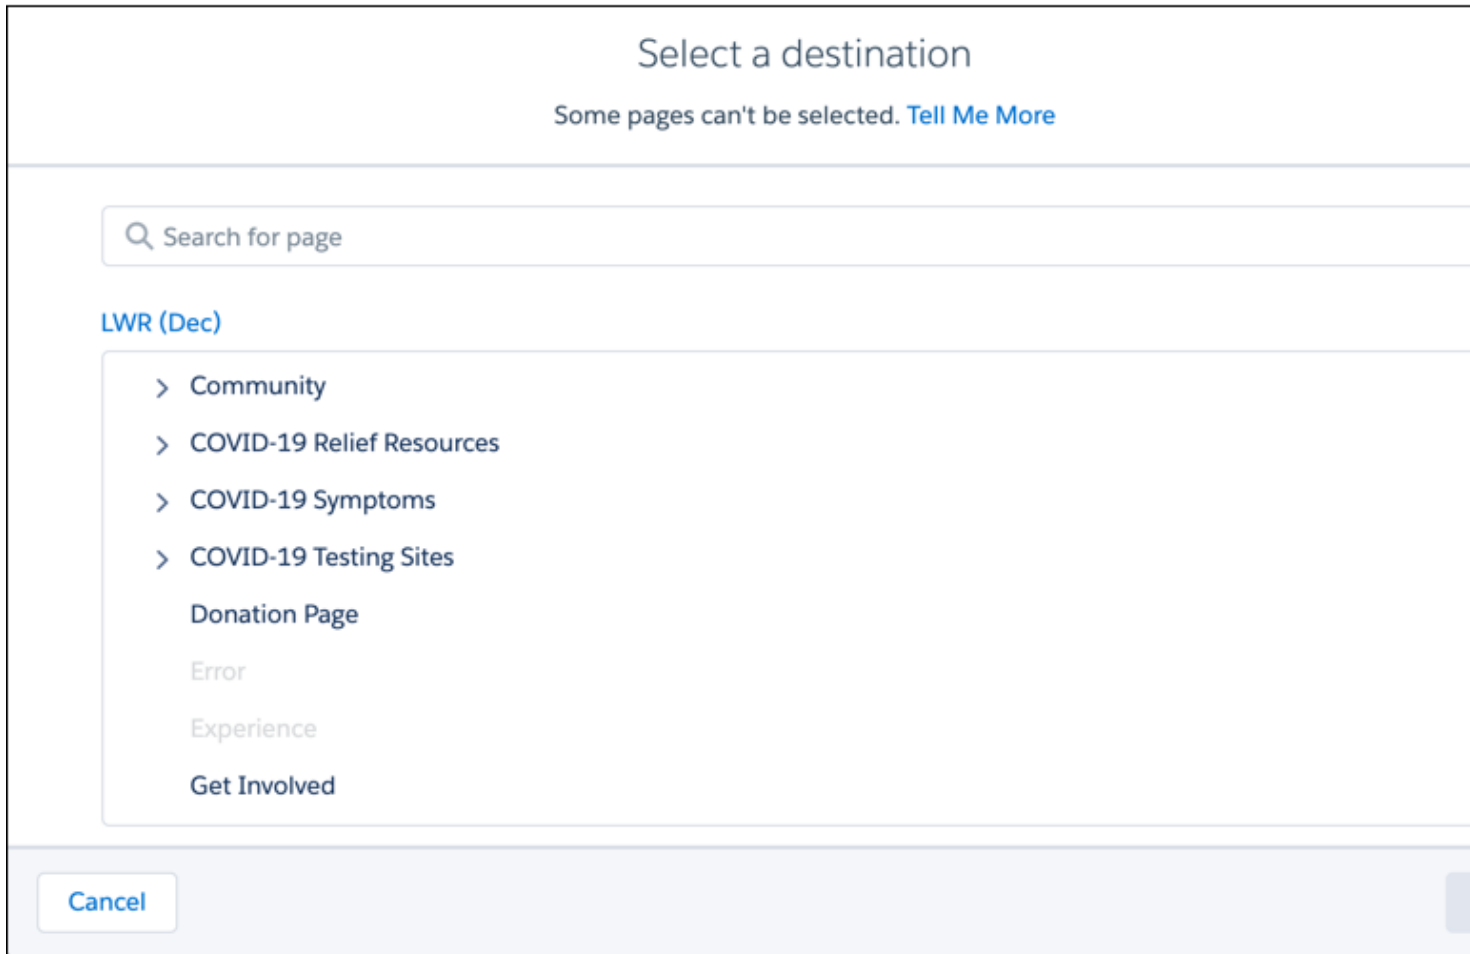 Select a destination
Some pages can't be selected. Tell Me More
Search for page
LWR (Dec)
Community
COVID-19 Relief Resources
COVID-19 Symptoms
COVID-19 Testing Sites
Donation Page
Error
Experience
Get Involved
Cancel